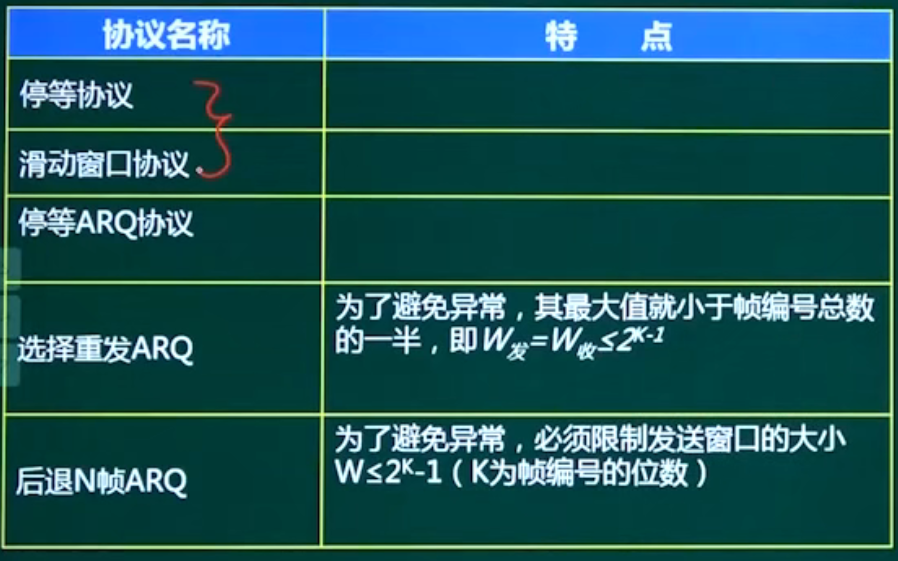 协议名称
特 点
停等协议
滑动窗口协议
停等ARQ协议
选择重发ARQ
为了避免异常，其最大值就小于帧编号总数
的一半，即W发=W收≤2ᴷ⁻¹
后退N帧ARQ
为了避免异常，必须限制发送窗口的大小
W≤2ᴷ-1（K为帧编号的位数）